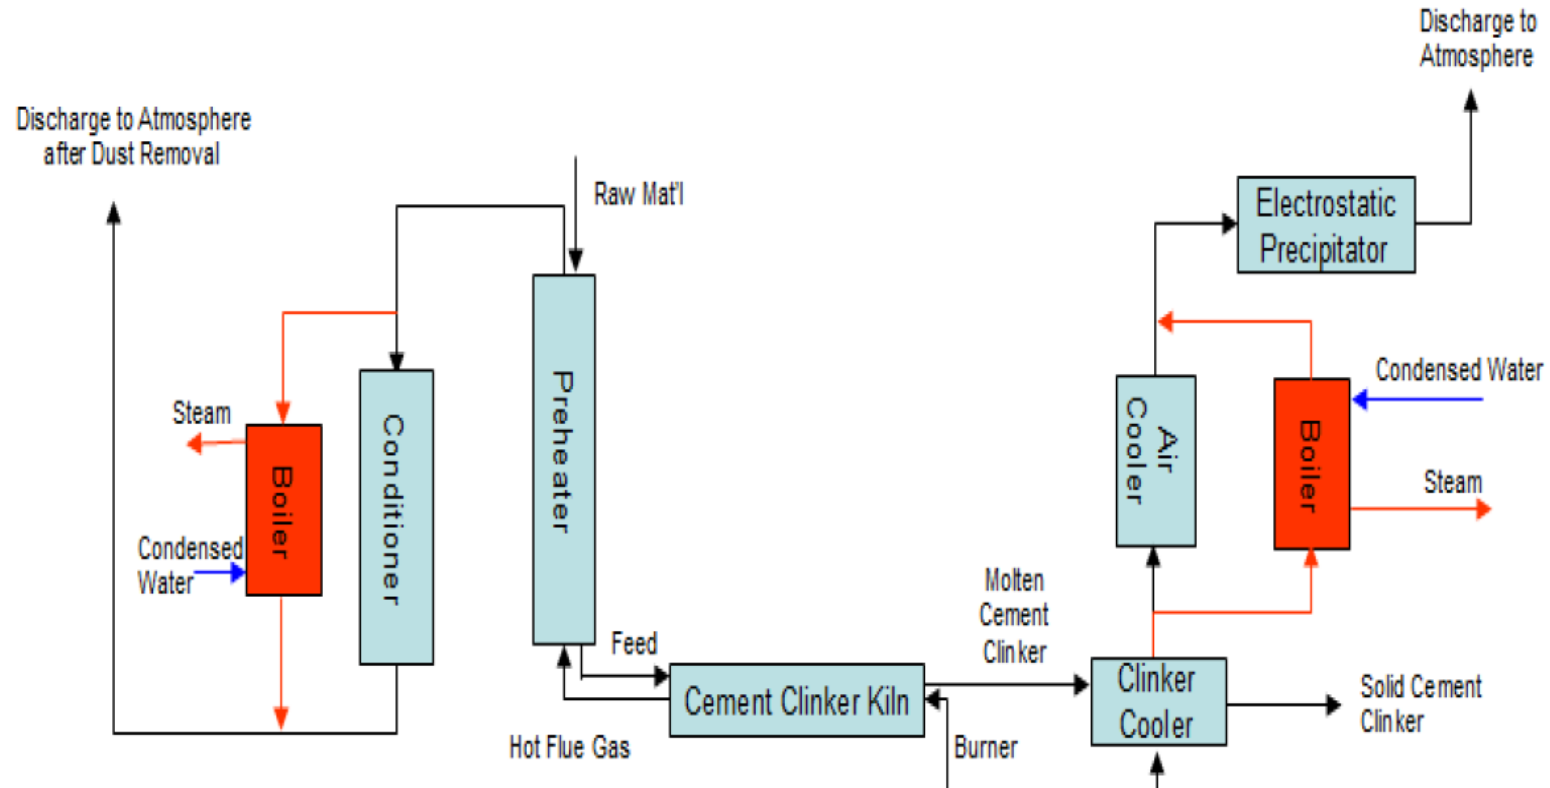 Discharge to
Atmosphere
Discharge to Atmosphere
after Dust Removal
Raw Mat'l
Electrostatic
Precipitator
Preheater
Conditioner
Steam
Boiler
Condensed
Water
Air
Cooler
Boiler
Condensed Water
Steam
Molten
Cement
Clinker
Feed
Cement Clinker Kiln
Clinker
Cooler
Solid Cement
Clinker
Hot Flue Gas
Burner